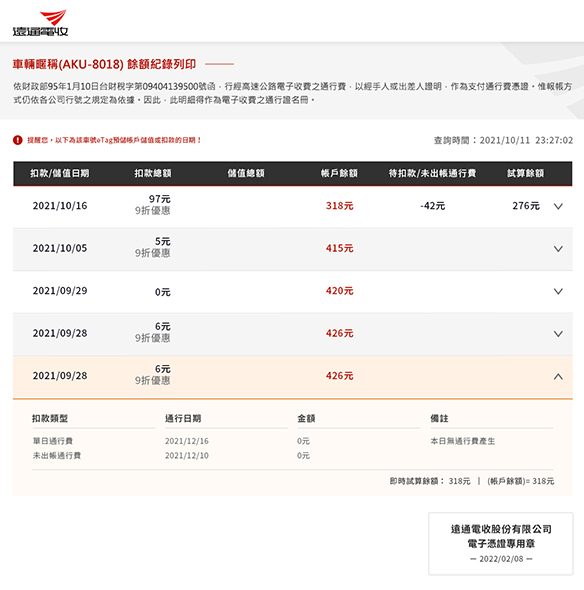 遠通電收
車輛暱稱(AKU-8018) 餘額紀錄列印
依財政部95年1月10日台財稅字第09404139500號函，行經高速公路電子收費之通行費，以經手人或出差人證明，作為支付通行費憑證。惟報帳方
式仍依各公司行號之規定為依據。因此，此明細得作為電子收費之通行證名冊。
! 提醒您，以下為該車號eTag預儲帳戶儲值或扣款的日期！ 查詢時間：2021/10/11 23:27:02
扣款/儲值日期 扣款總額 儲值總額 帳戶餘額 待扣款/未出帳通行費 試算餘額
2021/10/16 97元 318元 -42元 276元
9折優惠
2021/10/05 5元 415元
9折優惠
2021/09/29 0元 420元
2021/09/28 6元 426元
9折優惠
2021/09/28 6元 426元
9折優惠
扣款類型 通行日期 金額 備註
單日通行費 2021/12/16 0元 本日無通行費產生
未出帳通行費 2021/12/10 0元
即時試算餘額： 318元 | (帳戶餘額)= 318元
遠通電收股份有限公司
電子憑證專用章
— 2022/02/08 —